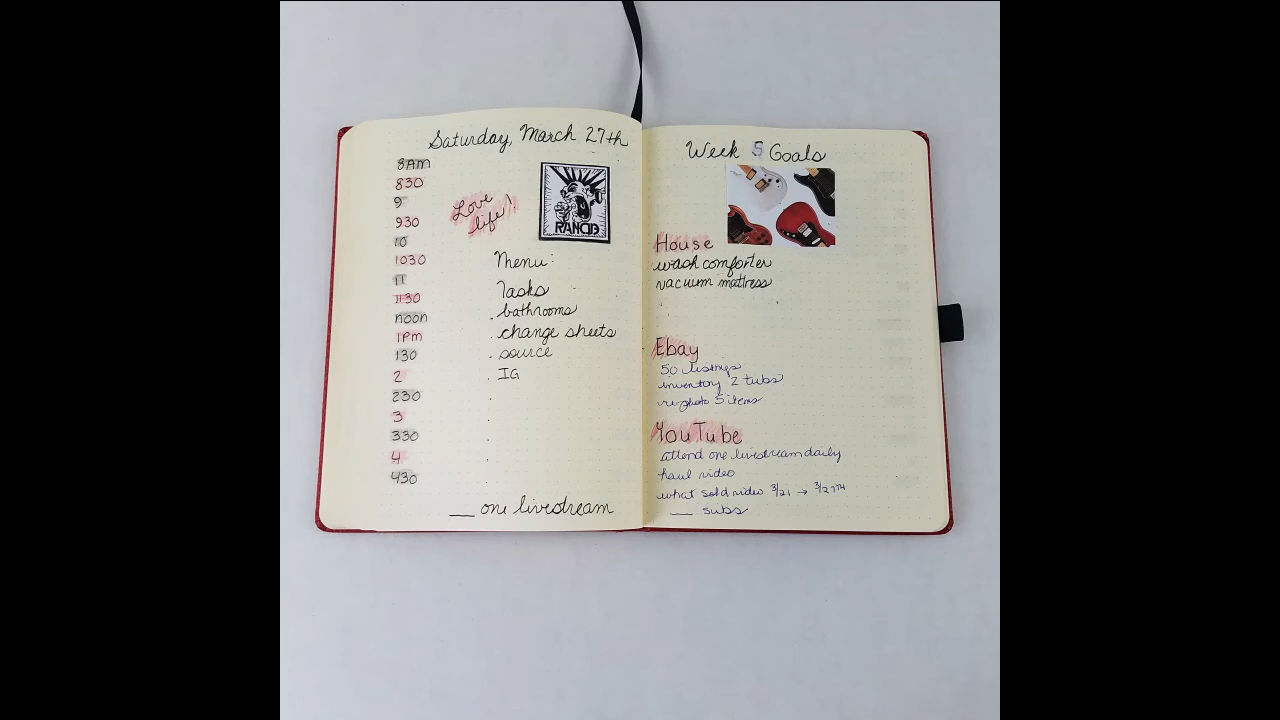 Saturday, March 27th
8AM
830
9
930
10
1030
11
1130
noon
1Pm
130
2
230
3
330
4
430
Love
life!
RANCID
Menu:
Tasks
. bathrooms
. change sheets
. source
. IG
__ one livestream
Week 5 Goals
House
wash comforter
vacuum mattress
Ebay
50 listings
inventory 2 tubs
re-photo 5 items
YouTube
attend one livestream daily
haul video
what sold video 3/21 → 3/27TH
__ subs